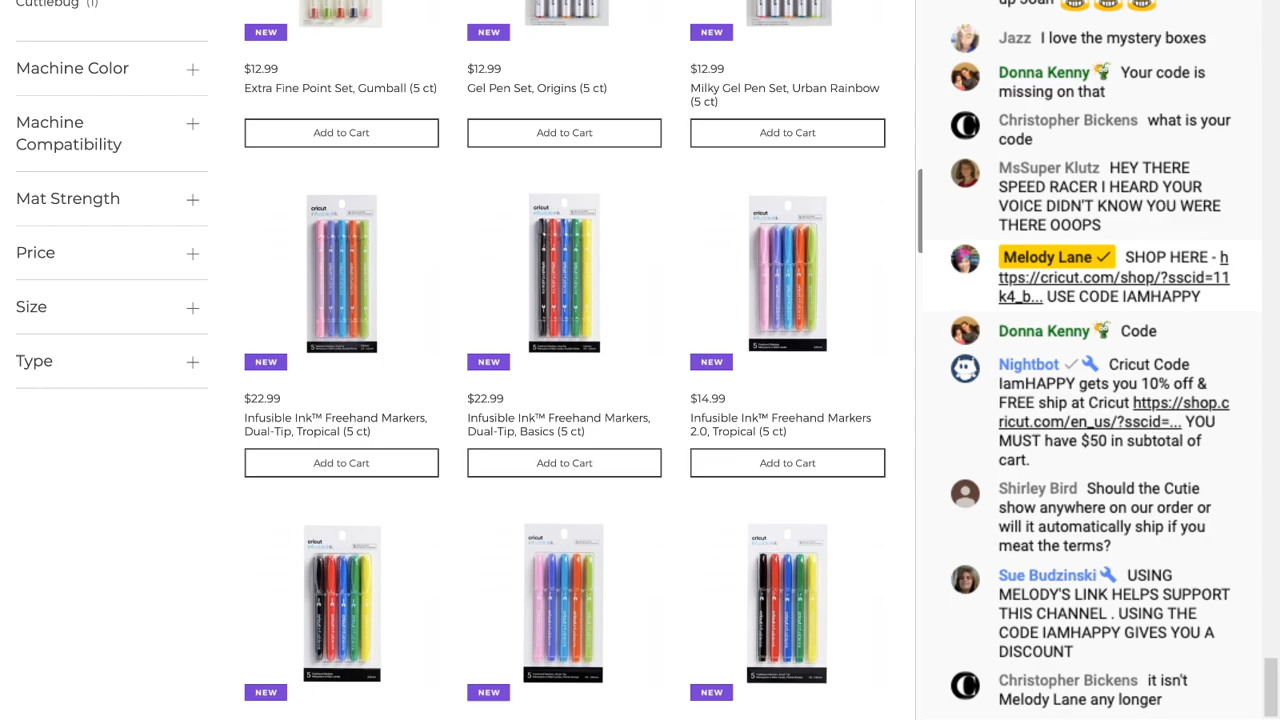 Cuttlebug (1)
Machine Color
Machine
Compatibility
Mat Strength
Price
Size
Type
NEW
NEW
NEW
$12.99
Extra Fine Point Set, Gumball (5 ct)
Add to Cart
$12.99
Gel Pen Set, Origins (5 ct)
Add to Cart
$12.99
Milky Gel Pen Set, Urban Rainbow
(5 ct)
Add to Cart
cricut
NEW
$22.99
Infusible Ink™ Freehand Markers,
Dual-Tip, Tropical (5 ct)
Add to Cart
cricut
NEW
$22.99
Infusible Ink™ Freehand Markers,
Dual-Tip, Basics (5 ct)
Add to Cart
cricut
NEW
$14.99
Infusible Ink™ Freehand Markers
2.0, Tropical (5 ct)
Add to Cart
cricut
NEW
cricut
NEW
cricut
NEW
up Joan
Jazz I love the mystery boxes
Donna Kenny Your code is
missing on that
Christopher Bickens what is your
code
MsSuper Klutz HEY THERE
SPEED RACER I HEARD YOUR
VOICE DIDN'T KNOW YOU WERE
THERE OOOPS
Melody Lane SHOP HERE - h
ttps://cricut.com/shop/?sscid=11
k4_b... USE CODE IAMHAPPY
Donna Kenny Code
Nightbot Cricut Code
IamHAPPY gets you 10% off &
FREE ship at Cricut https://shop.c
ricut.com/en_us/?sscid=... YOU
MUST have $50 in subtotal of
cart.
Shirley Bird Should the Cutie
show anywhere on our order or
will it automatically ship if you
meat the terms?
Sue Budzinski USING
MELODY'S LINK HELPS SUPPORT
THIS CHANNEL . USING THE
CODE IAMHAPPY GIVES YOU A
DISCOUNT
Christopher Bickens it isn't
Melody Lane any longer